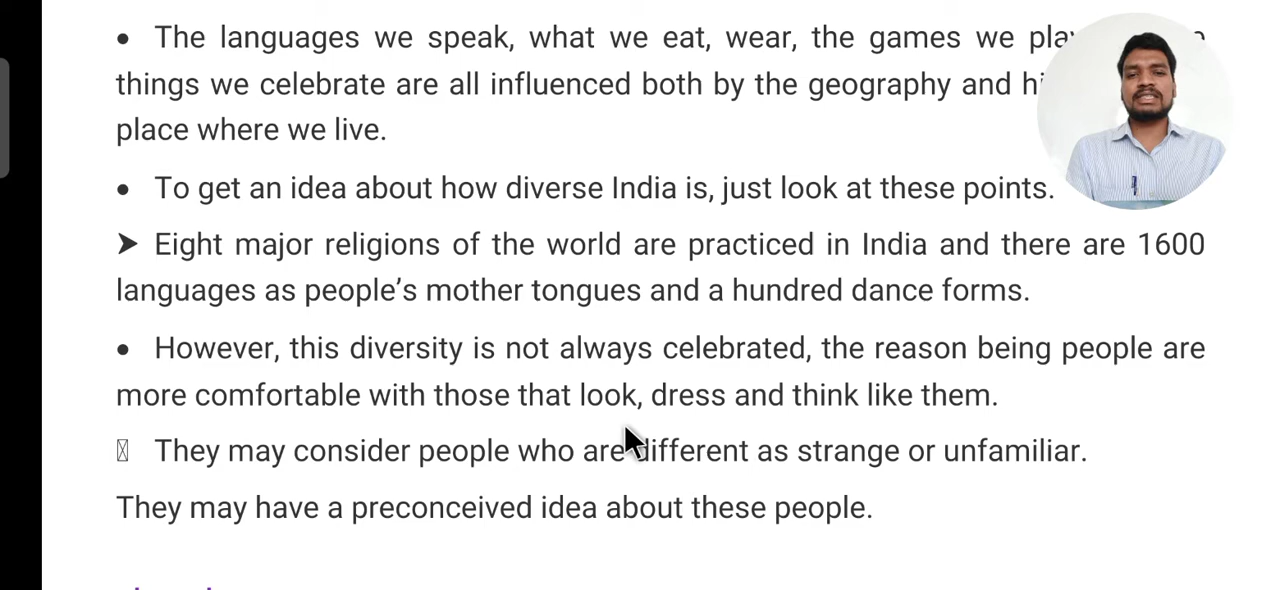 • The languages we speak, what we eat, wear, the games we
things we celebrate are all influenced both by the geography and
place where we live.
• To get an idea about how diverse India is, just look at these points.
➤ Eight major religions of the world are practiced in India and there are 1600
languages as people’s mother tongues and a hundred dance forms.
• However, this diversity is not always celebrated, the reason being people are
more comfortable with those that look, dress and think like them.
They may consider people who are different as strange or unfamiliar.
They may have a preconceived idea about these people.